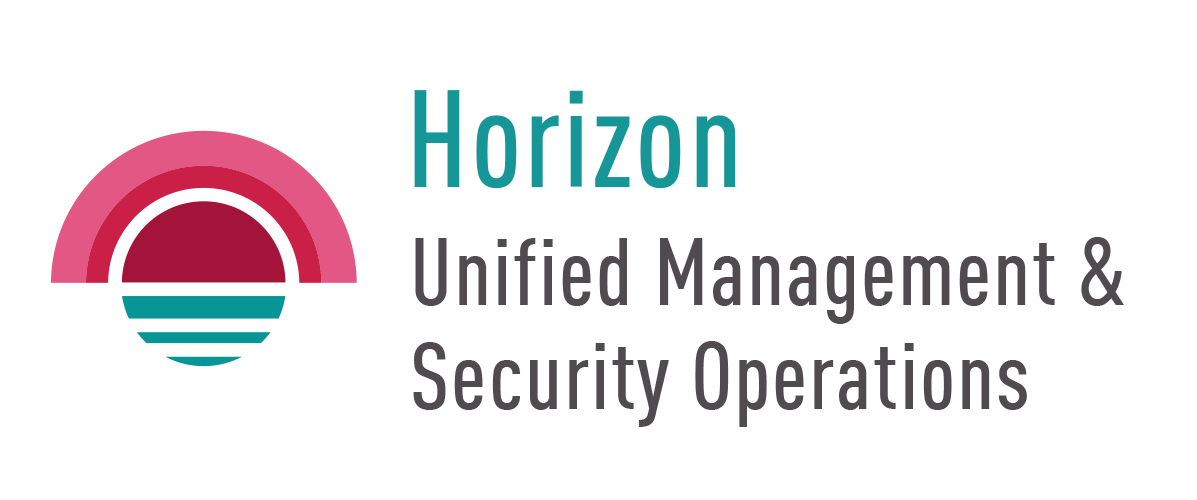 Horizon
Unified Management &
Security Operations